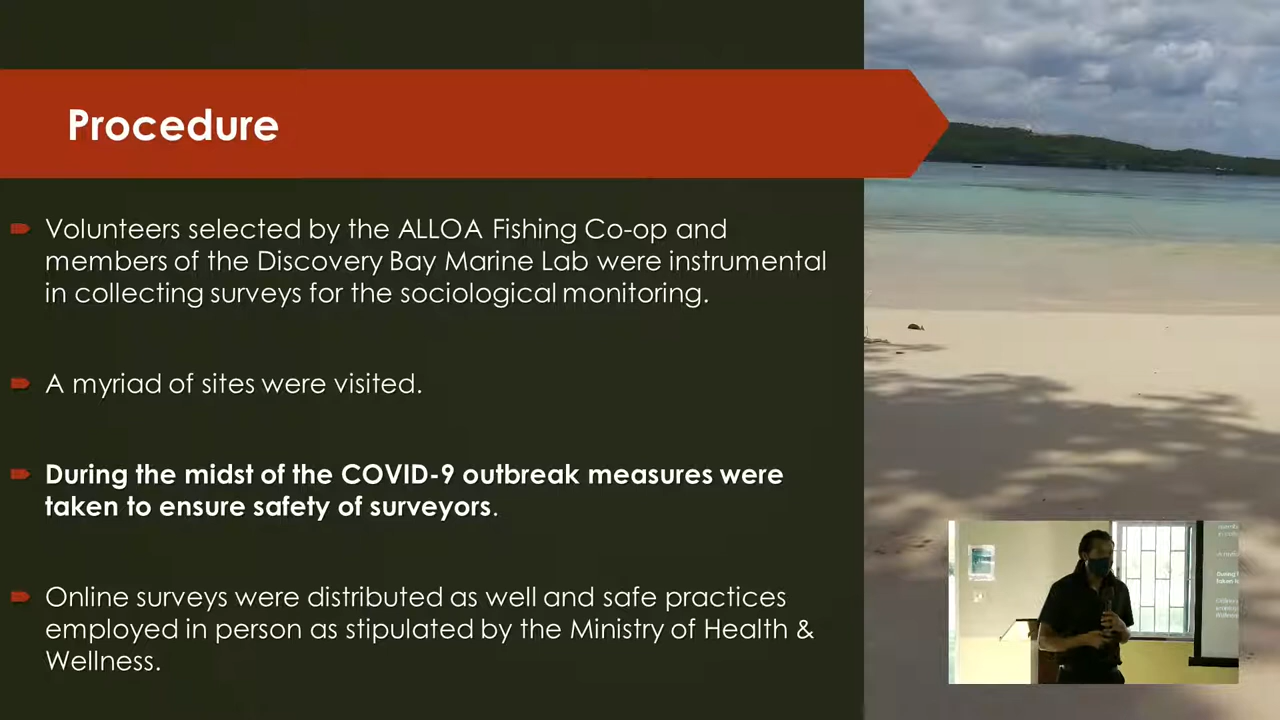 Procedure
Volunteers selected by the ALLOA Fishing Co-op and
members of the Discovery Bay Marine Lab were instrumental
in collecting surveys for the sociological monitoring.
A myriad of sites were visited.
During the midst of the COVID-9 outbreak measures were
taken to ensure safety of surveyors.
Online surveys were distributed as well and safe practices
employed in person as stipulated by the Ministry of Health &
Wellness.